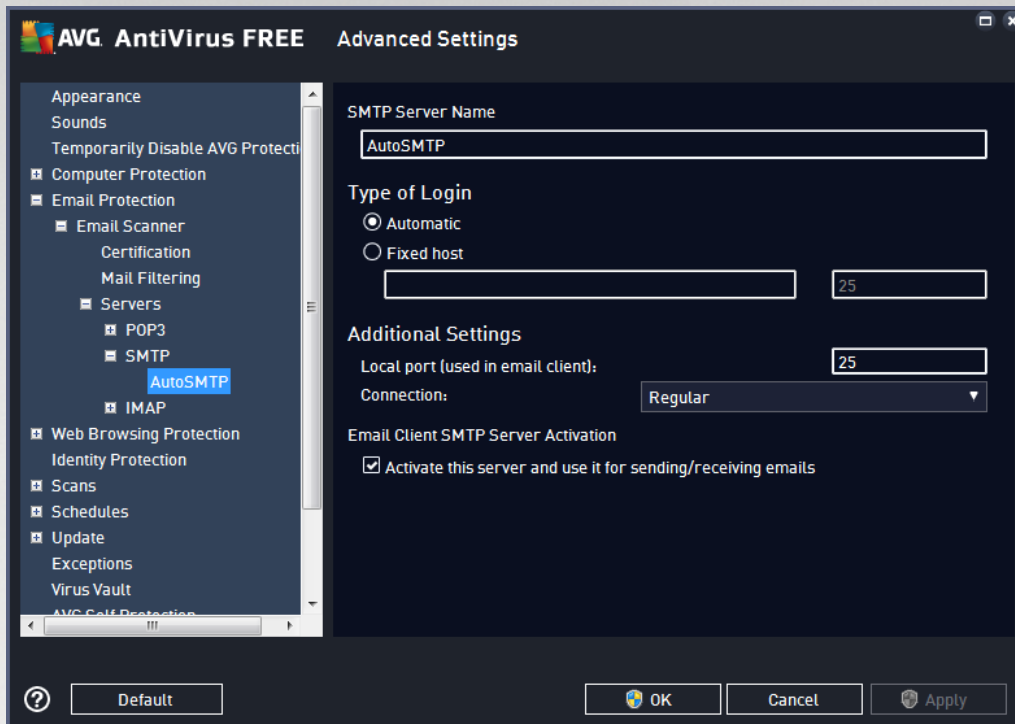 AVG AntiVirus FREE Advanced Settings
Appearance
Sounds
Temporarily Disable AVG Protecti
Computer Protection
Email Protection
Email Scanner
Certification
Mail Filtering
Servers
POP3
SMTP
AutoSMTP
IMAP
Web Browsing Protection
Identity Protection
Scans
Schedules
Update
Exceptions
Virus Vault
AVG Self Protection
SMTP Server Name
AutoSMTP
Type of Login
Automatic
Fixed host
25
Additional Settings
Local port (used in email client): 25
Connection: Regular
Email Client SMTP Server Activation
Activate this server and use it for sending/receiving emails
? Default OK Cancel Apply